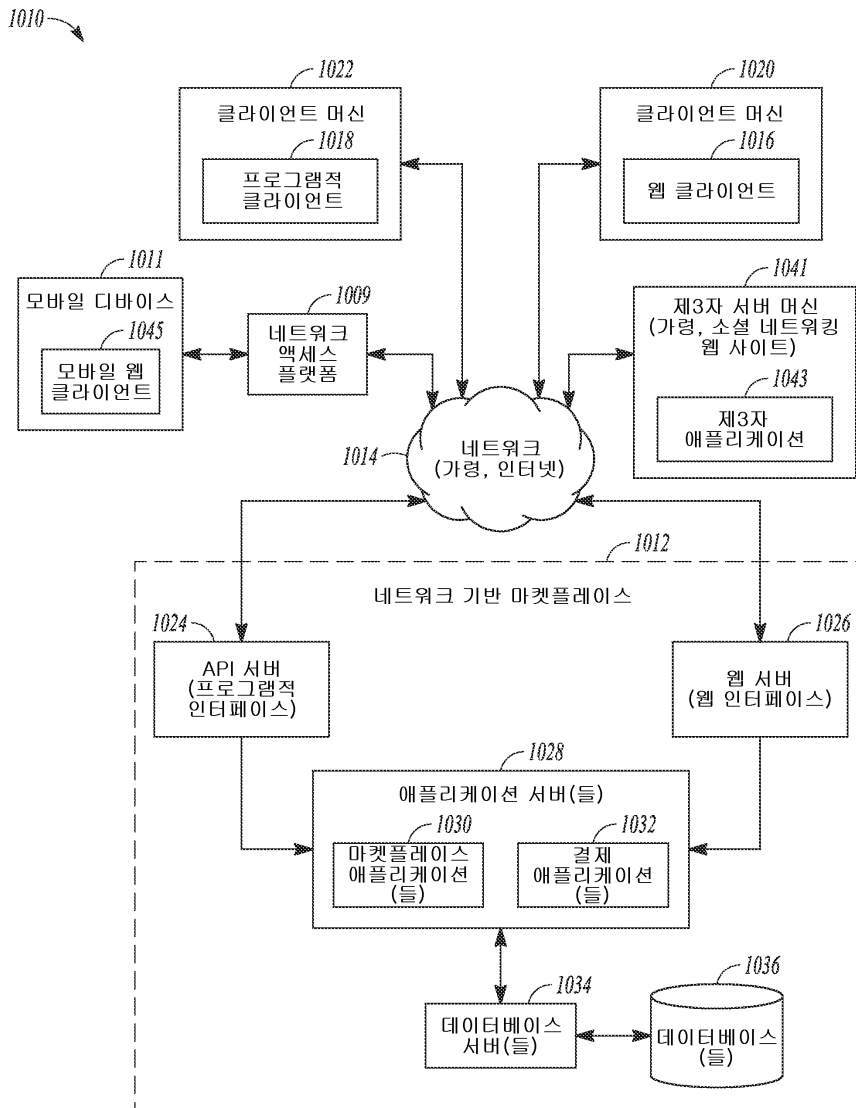 1010
1022
클라이언트 머신
1018
프로그램적
클라이언트
1020
클라이언트 머신
1016
웹 클라이언트
1011
모바일 디바이스
1045
모바일 웹
클라이언트
1009
네트워크
액세스
플랫폼
1041
제3자 서버 머신
(가령, 소셜 네트워킹
웹 사이트)
1043
제3자
애플리케이션
1014
네트워크
(가령, 인터넷)
1012
네트워크 기반 마켓플레이스
1024
API 서버
(프로그램적
인터페이스)
1026
웹 서버
(웹 인터페이스)
1028
애플리케이션 서버(들)
1030
마켓플레이스
애플리케이션
(들)
1032
결제
애플리케이션
(들)
1034
데이터베이스
서버(들)
1036
데이터베이스
(들)